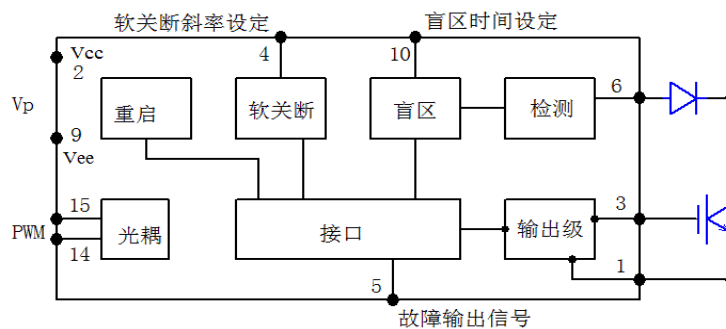 软关断斜率设定 盲区时间设定
Vcc 4 10
2 6
Vp
重启 软关断 盲区 检测
9
Vee
15 3
PWM 光耦 接口 输出级
14 1
5
故障输出信号